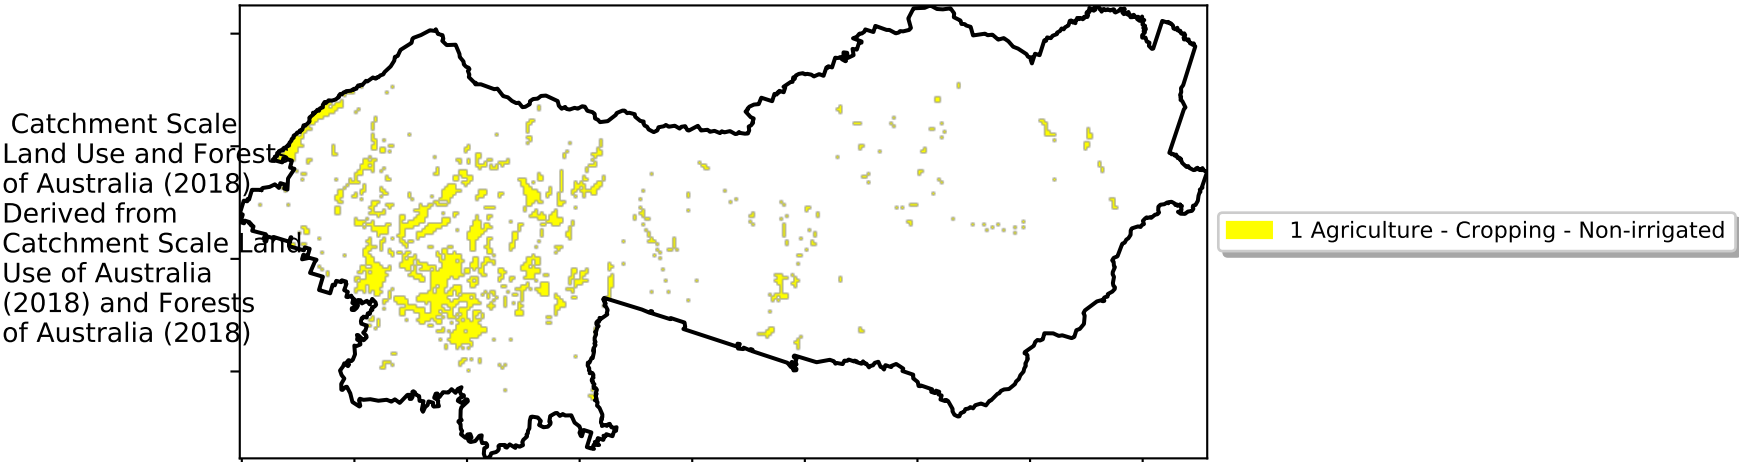 Catchment Scale
Land Use and Forests
of Australia (2018)
Derived from
Catchment Scale Land
Use of Australia
(2018) and Forests
of Australia (2018)
1 Agriculture - Cropping - Non-irrigated